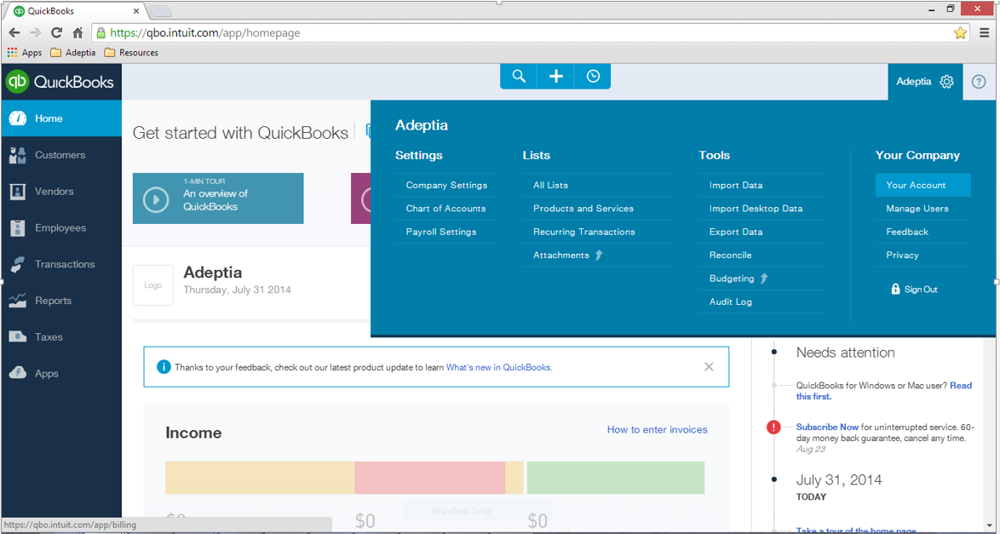 QuickBooks
https://qbo.intuit.com/app/homepage
Apps
Adeptia
Resources
qb QuickBooks
Adeptia
?
Home
Customers
Vendors
Employees
Transactions
Reports
Taxes
Apps
Get started with QuickBooks
1-MIN TOUR
An overview of
QuickBooks
Adeptia
Settings
Company Settings
Chart of Accounts
Payroll Settings
Lists
All Lists
Products and Services
Recurring Transactions
Attachments
Tools
Import Data
Import Desktop Data
Export Data
Reconcile
Budgeting
Audit Log
Your Company
Your Account
Manage Users
Feedback
Privacy
Sign Out
Logo
Adeptia
Thursday, July 31 2014
Thanks to your feedback, check out our latest product update to learn What's new in QuickBooks.
Income
How to enter invoices
$0
$0
$0
Window Snip
Needs attention
QuickBooks for Windows or Mac user? Read
this first.
Subscribe Now for uninterrupted service. 60-
day money back guarantee, cancel any time.
Aug 23
July 31, 2014
TODAY
Take a tour of the home page
https://qbo.intuit.com/app/billing